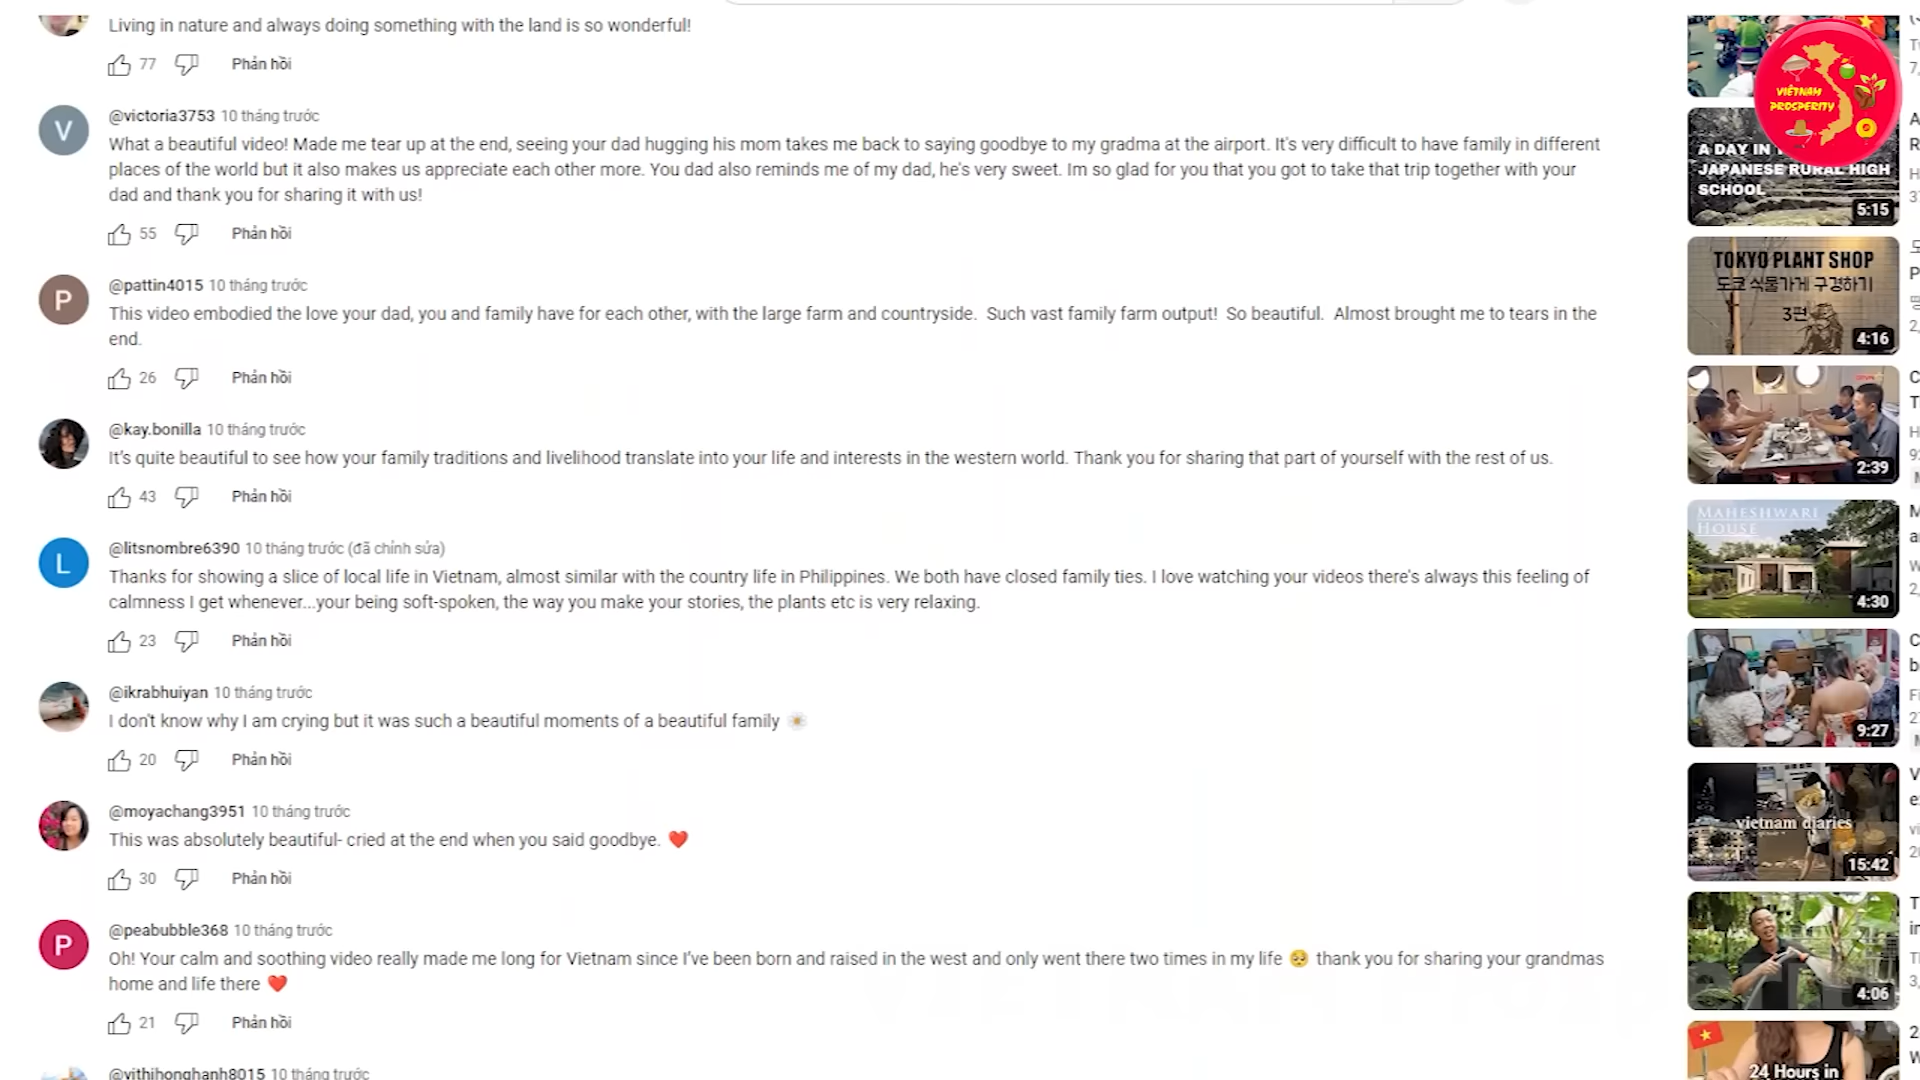 Living in nature and always doing something with the land is so wonderful!
77 Phản hồi
@victoria3753 10 tháng trước
What a beautiful video! Made me tear up at the end, seeing your dad hugging his mom takes me back to saying goodbye to my gradma at the airport. It's very difficult to have family in different
places of the world but it also makes us appreciate each other more. You dad also reminds me of my dad, he's very sweet. Im so glad for you that you got to take that trip together with your
dad and thank you for sharing it with us!
55 Phản hồi
@pattin4015 10 tháng trước
This video embodied the love your dad, you and family have for each other, with the large farm and countryside. Such vast family farm output! So beautiful. Almost brought me to tears in the
end.
26 Phản hồi
@kay.bonilla 10 tháng trước
It's quite beautiful to see how your family traditions and livelihood translate into your life and interests in the western world. Thank you for sharing that part of yourself with the rest of us.
43 Phản hồi
@litsnombre6390 10 tháng trước (đã chỉnh sửa)
Thanks for showing a slice of local life in Vietnam, almost similar with the country life in Philippines. We both have closed family ties. I love watching your videos there's always this feeling of
calmness I get whenever...your being soft-spoken, the way you make your stories, the plants etc is very relaxing.
23 Phản hồi
@ikrabhuiyan 10 tháng trước
I don't know why I am crying but it was such a beautiful moments of a beautiful family
20 Phản hồi
@moyachang3951 10 tháng trước
This was absolutely beautiful- cried at the end when you said goodbye. ❤️
30 Phản hồi
@peabubble368 10 tháng trước
Oh! Your calm and soothing video really made me long for Vietnam since I've been born and raised in the west and only went there two times in my life 🥺 thank you for sharing your grandmas
home and life there ❤️
21 Phản hồi
@vithihonghanh8015 10 tháng trước
V
P
L
P
VIETNAM
PROSPERITY
A DAY IN
JAPANESE RURAL HIGH
SCHOOL
5:15
TOKYO PLANT SHOP
도쿄 식물가게 구경하기
3편
4:16
2:39
MAHESHWARI
HOUSE
4:30
9:27
vietnam diaries
15:42
4:06
24 Hours in